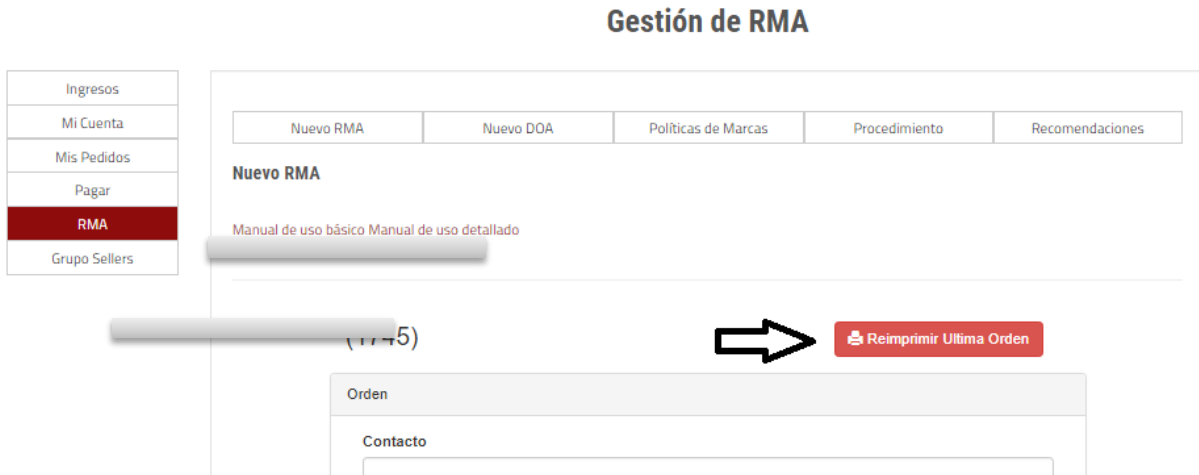 Gestión de RMA
Ingresos
Mi Cuenta
Mis Pedidos
Pagar
RMA
Grupo Sellers
Nuevo RMA Nuevo DOA Políticas de Marcas Procedimiento Recomendaciones
Nuevo RMA
Manual de uso básico Manual de uso detallado
(1745)
Reimprimir Ultima Orden
Orden
Contacto